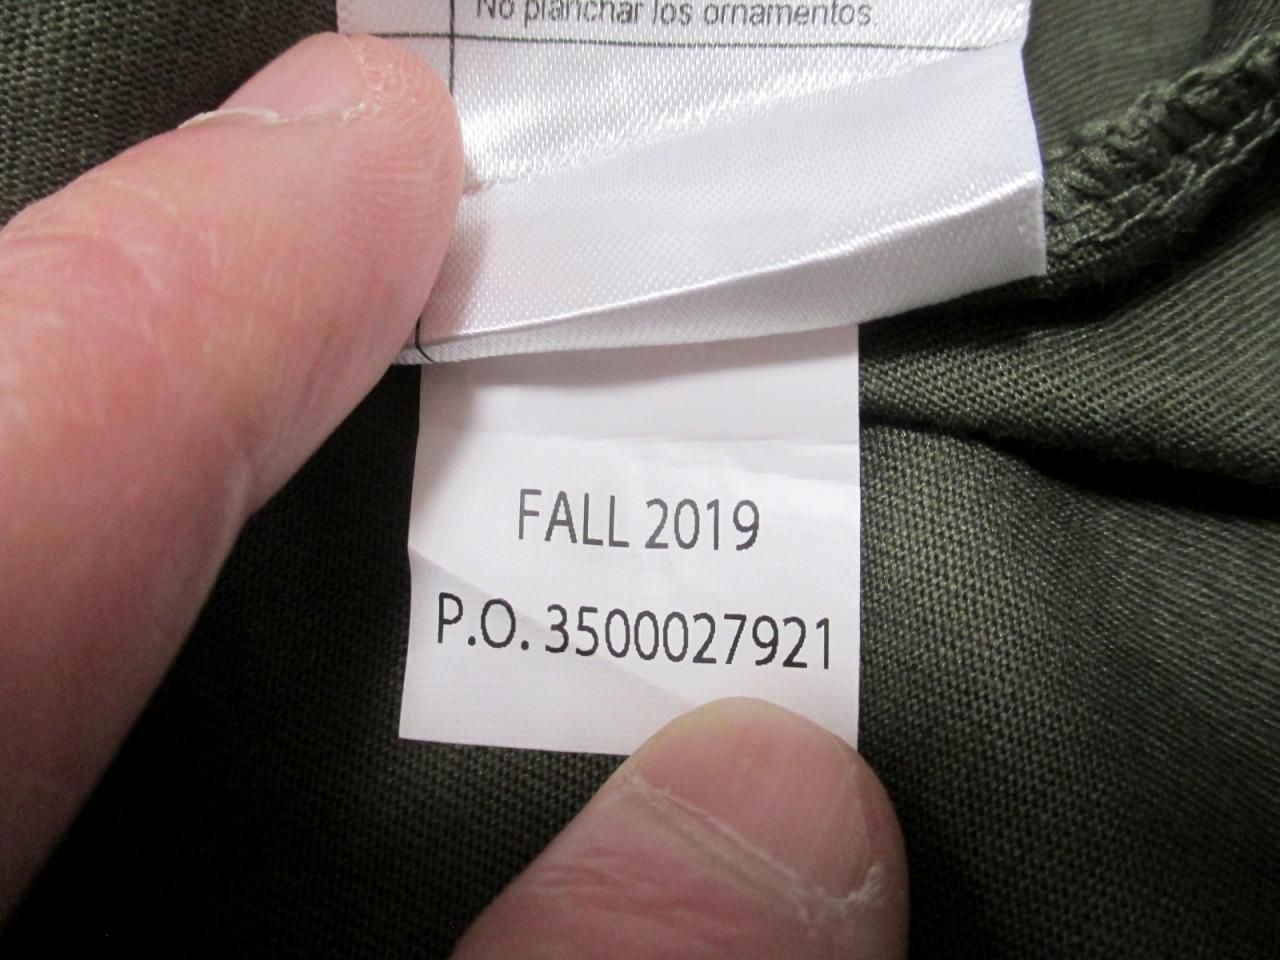 No planchar los ornamentos
FALL 2019
P.O. 3500027921